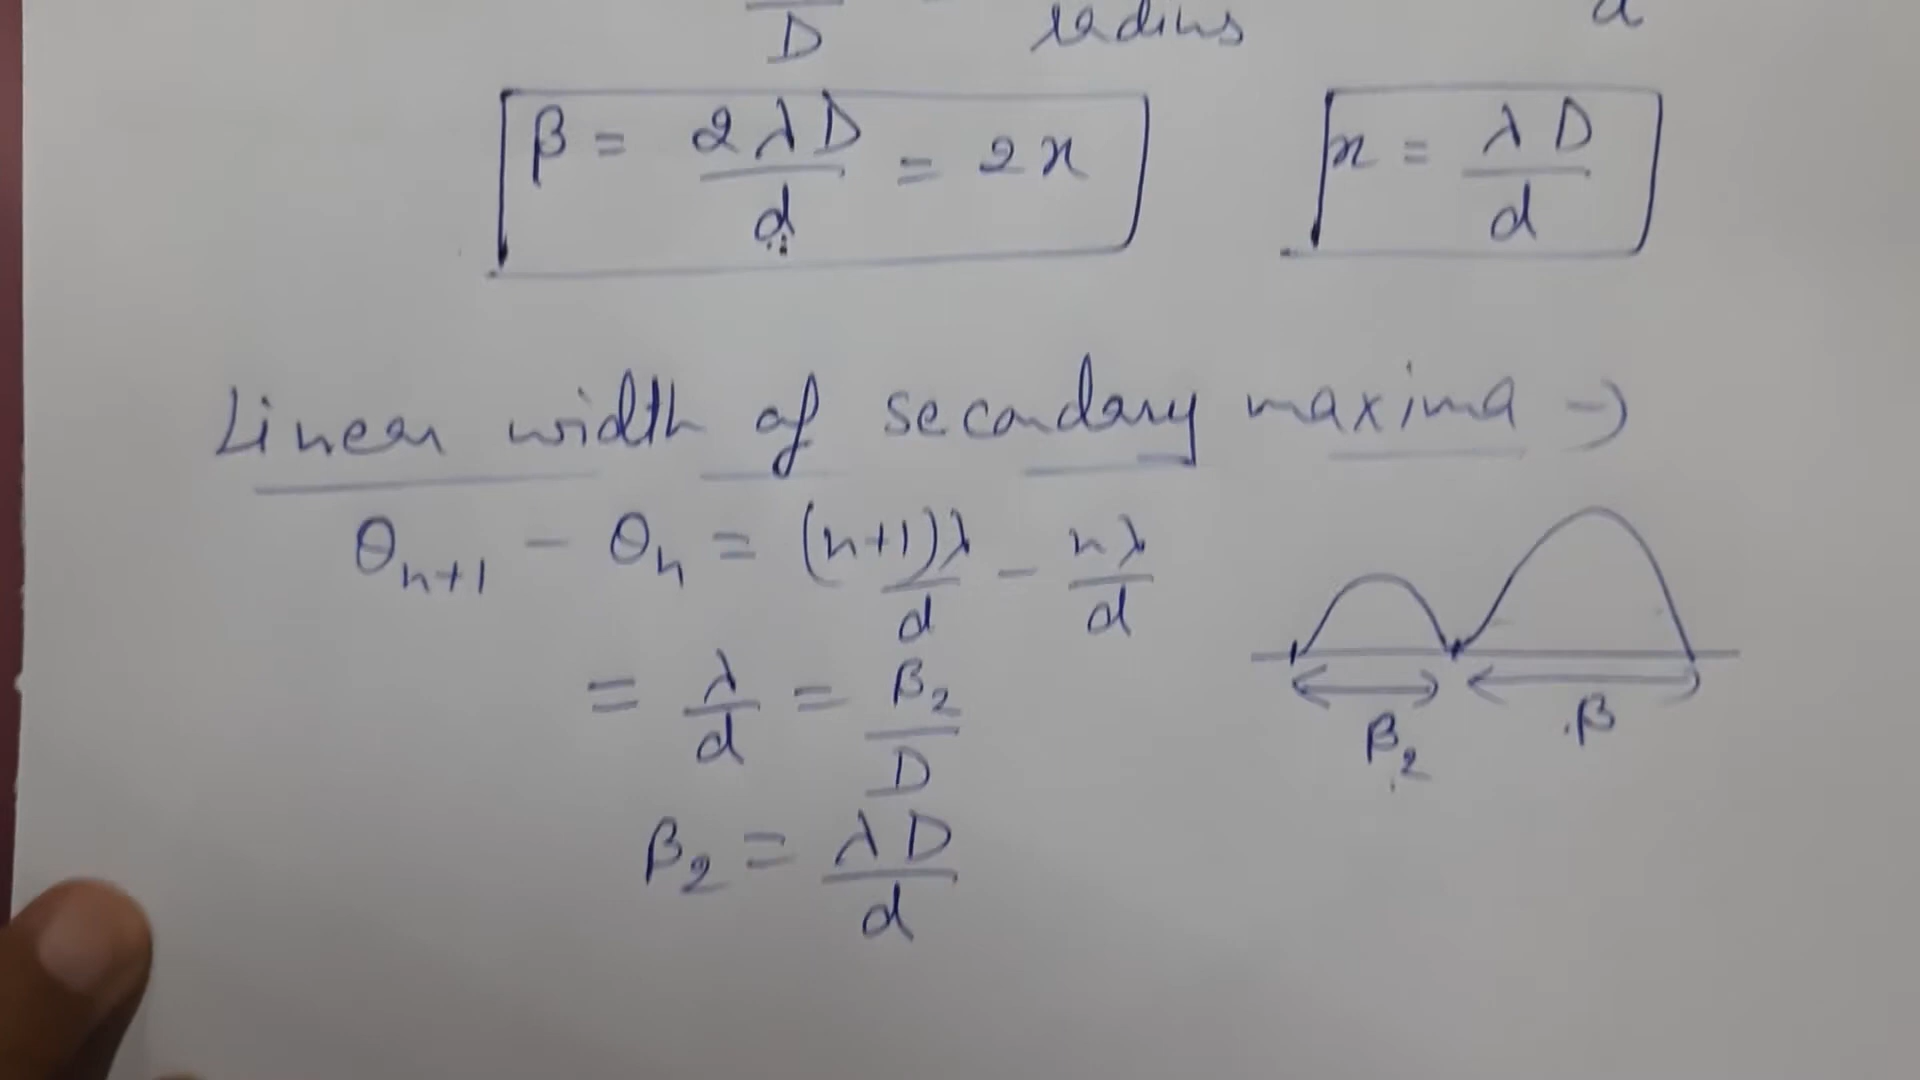 D radius d
β = 2λD/d = 2x x = λD/d
Linear width of secondary maxima →
θn+1 - θn = (n+1)λ/d - nλ/d
= λ/d = β2/D
β2 β
β2 = λD/d